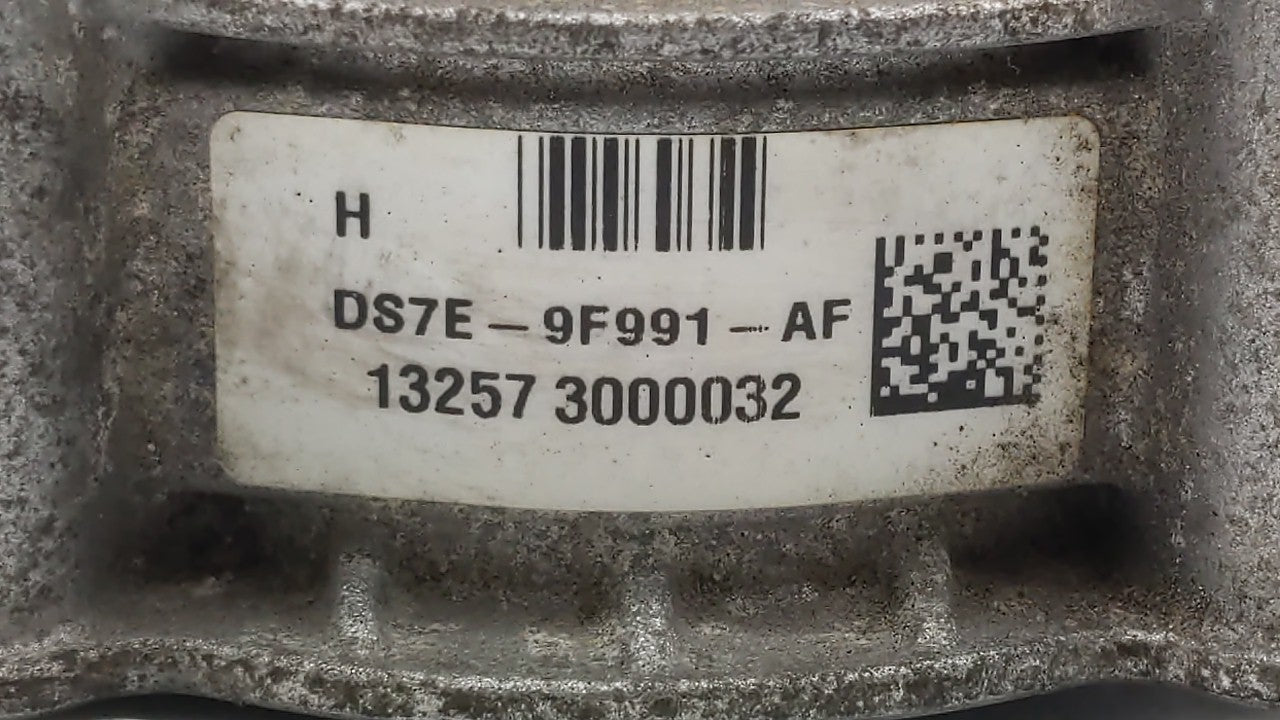 H
DS7E - 9F991 - AF
13257 3000032